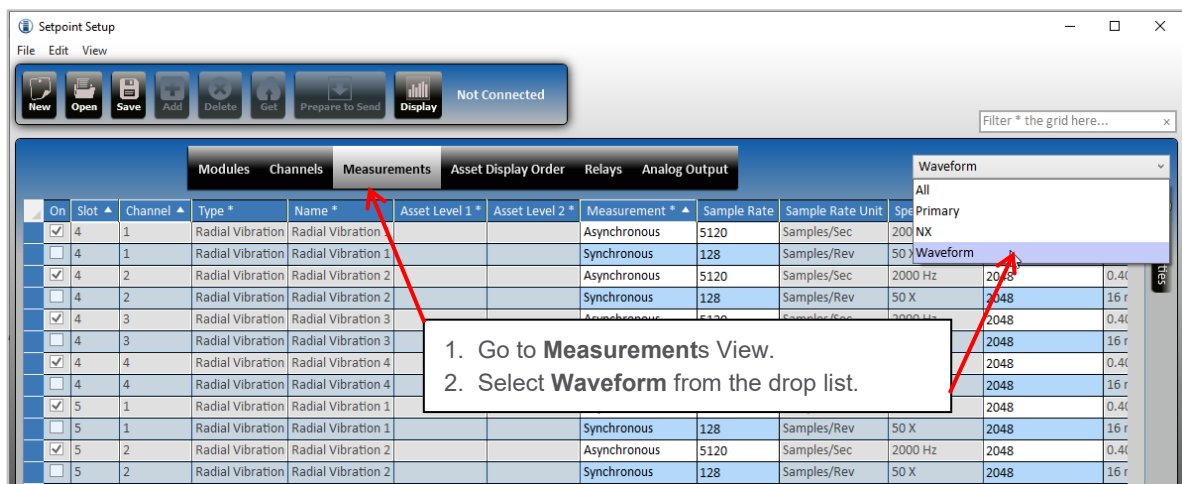 Setpoint Setup
File Edit View
New Open Save Add Delete Get Prepare to Send Display Not Connected
Filter * the grid here... ×
Modules Channels Measurements Asset Display Order Relays Analog Output Waveform
All
Primary
NX
Waveform
On Slot Channel Type * Name * Asset Level 1 * Asset Level 2 * Measurement * Sample Rate Sample Rate Unit
4 1 Radial Vibration Radial Vibration 1 Asynchronous 5120 Samples/Sec
4 1 Radial Vibration Radial Vibration 1 Synchronous 128 Samples/Rev 50 X
4 2 Radial Vibration Radial Vibration 2 Asynchronous 5120 Samples/Sec 2000 Hz 2048
4 2 Radial Vibration Radial Vibration 2 Synchronous 128 Samples/Rev 50 X 2048
4 3 Radial Vibration Radial Vibration 3 Asynchronous 5120 Samples/Sec 2000 Hz 2048
4 3 Radial Vibration Radial Vibration 3 2048
4 4 Radial Vibration Radial Vibration 4 2048
4 4 Radial Vibration Radial Vibration 4 2048
5 1 Radial Vibration Radial Vibration 1 2048
5 1 Radial Vibration Radial Vibration 1 Synchronous 128 Samples/Rev 50 X 2048
5 2 Radial Vibration Radial Vibration 2 Asynchronous 5120 Samples/Sec 2000 Hz 2048
5 2 Radial Vibration Radial Vibration 2 Synchronous 128 Samples/Rev 50 X 2048
1. Go to Measurements View.
2. Select Waveform from the drop list.